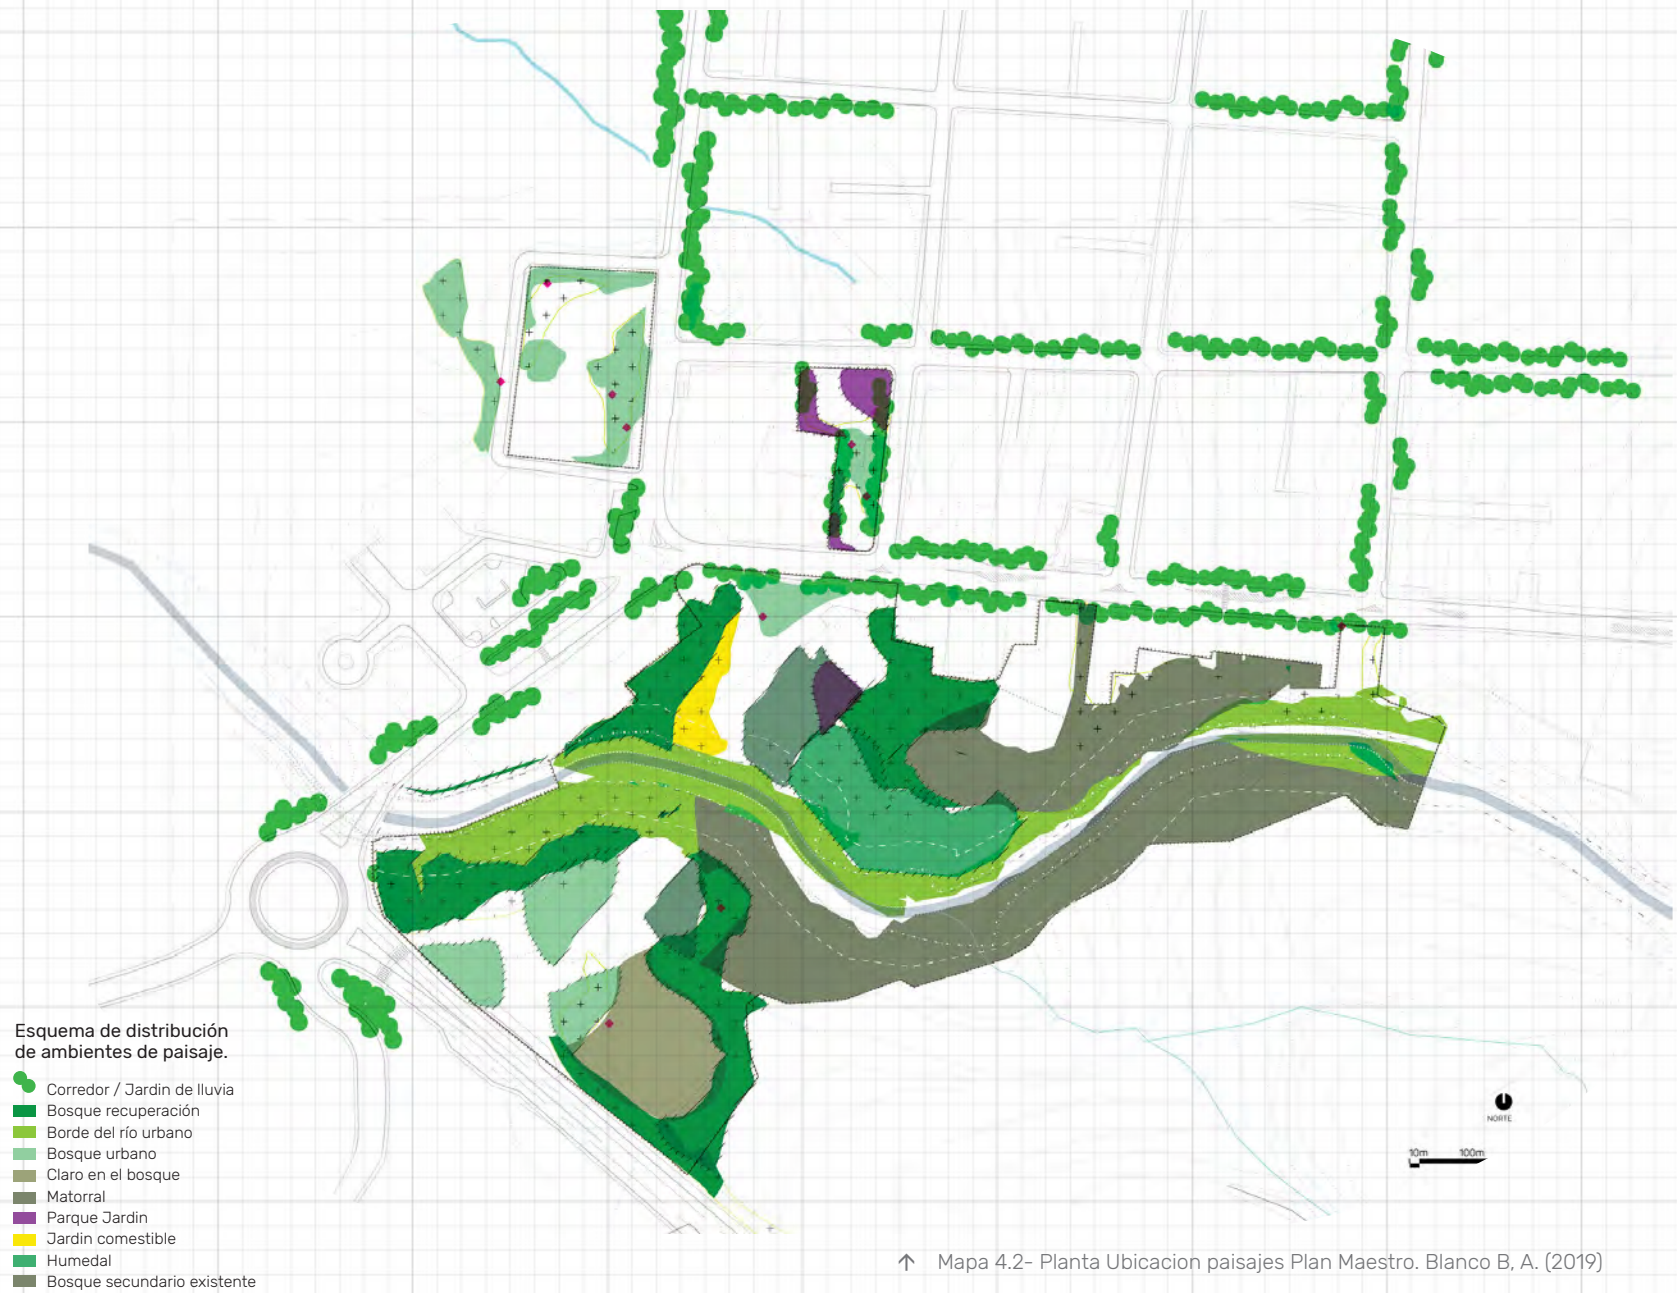 Esquema de distribución
de ambientes de paisaje.
Corredor / Jardin de lluvia
Bosque recuperación
Borde del río urbano
Bosque urbano
Claro en el bosque
Matorral
Parque Jardin
Jardin comestible
Humedal
Bosque secundario existente
NORTE
10m 100m
↑ Mapa 4.2- Planta Ubicacion paisajes Plan Maestro. Blanco B, A. (2019)